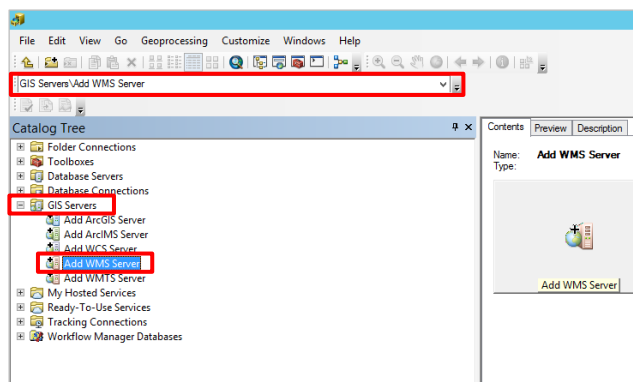 File Edit View Go Geoprocessing Customize Windows Help
GIS Servers\Add WMS Server
Catalog Tree
Folder Connections
Toolboxes
Database Servers
Database Connections
GIS Servers
Add ArcGIS Server
Add ArcIMS Server
Add WCS Server
Add WMS Server
Add WMTS Server
My Hosted Services
Ready-To-Use Services
Tracking Connections
Workflow Manager Databases
Contents Preview Description
Name: Add WMS Server
Type:
Add WMS Server